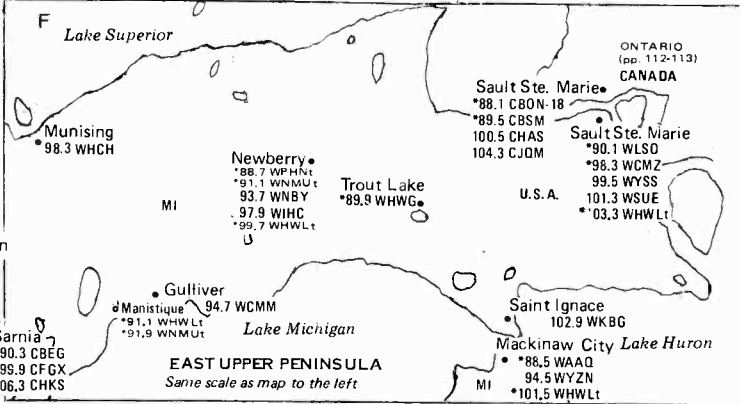 F
Lake Superior
ONTARIO
(pp. 112-113)
CANADA
Sault Ste. Marie
*88.1 CBON-18
*89.5 CBSM
100.5 CHAS
104.3 CJQM
Sault Ste. Marie
*90.1 WLSO
*98.3 WCMZ
99.5 WYSS
101.3 WSUE
*'03.3 WHWLt
U.S.A.
Munising
98.3 WHCH
Newberry
*88.7 WPHNt
*91.1 WNMUt
93.7 WNBY
97.9 WIHC
*99.7 WHWLt
Trout Lake
*89.9 WHWG
MI
Gulliver
94.7 WCMM
Manistique
*91.1 WHWLt
*91.9 WNMUt
Lake Michigan
EAST UPPER PENINSULA
Same scale as map to the left
Saint Ignace
102.9 WKBG
Mackinaw City
*88.5 WAAQ
94.5 WYZN
*101.5 WHWLt
Lake Huron
MI
n
Sarnia
90.3 CBEG
99.9 CFGX
06.3 CHKS